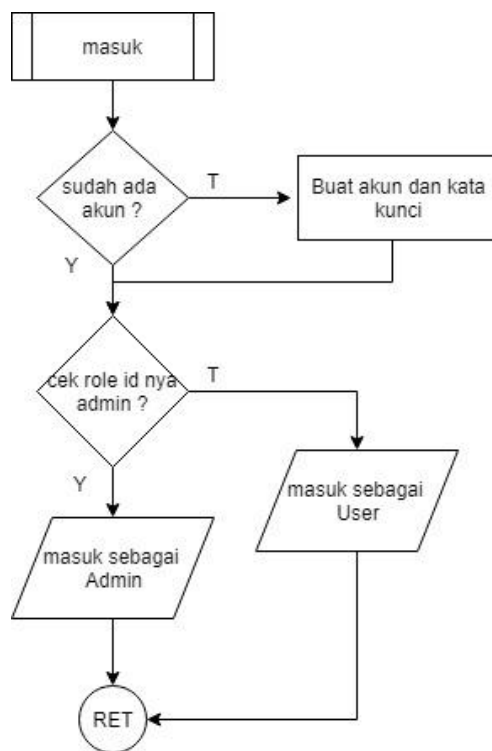 masuk
sudah ada
akun ?
T
Buat akun dan kata
kunci
Y
cek role id nya
admin ?
T
Y
masuk sebagai
User
masuk sebagai
Admin
RET